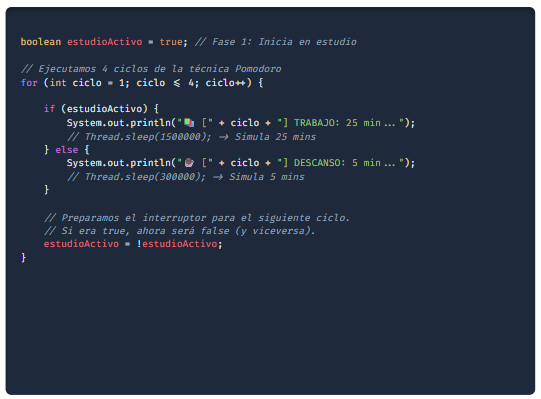 boolean estudioActivo = true; // Fase 1: Inicia en estudio
// Ejecutamos 4 ciclos de la técnica Pomodoro
for (int ciclo = 1; ciclo <= 4; ciclo++) {
if (estudioActivo) {
System.out.println("📚 [" + ciclo + "] TRABAJO: 25 min...");
// Thread.sleep(1500000); -> Simula 25 mins
} else {
System.out.println("🧠 [" + ciclo + "] DESCANSO: 5 min...");
// Thread.sleep(300000); -> Simula 5 mins
}
// Preparamos el interruptor para el siguiente ciclo.
// Si era true, ahora será false (y viceversa).
estudioActivo = !estudioActivo;
}